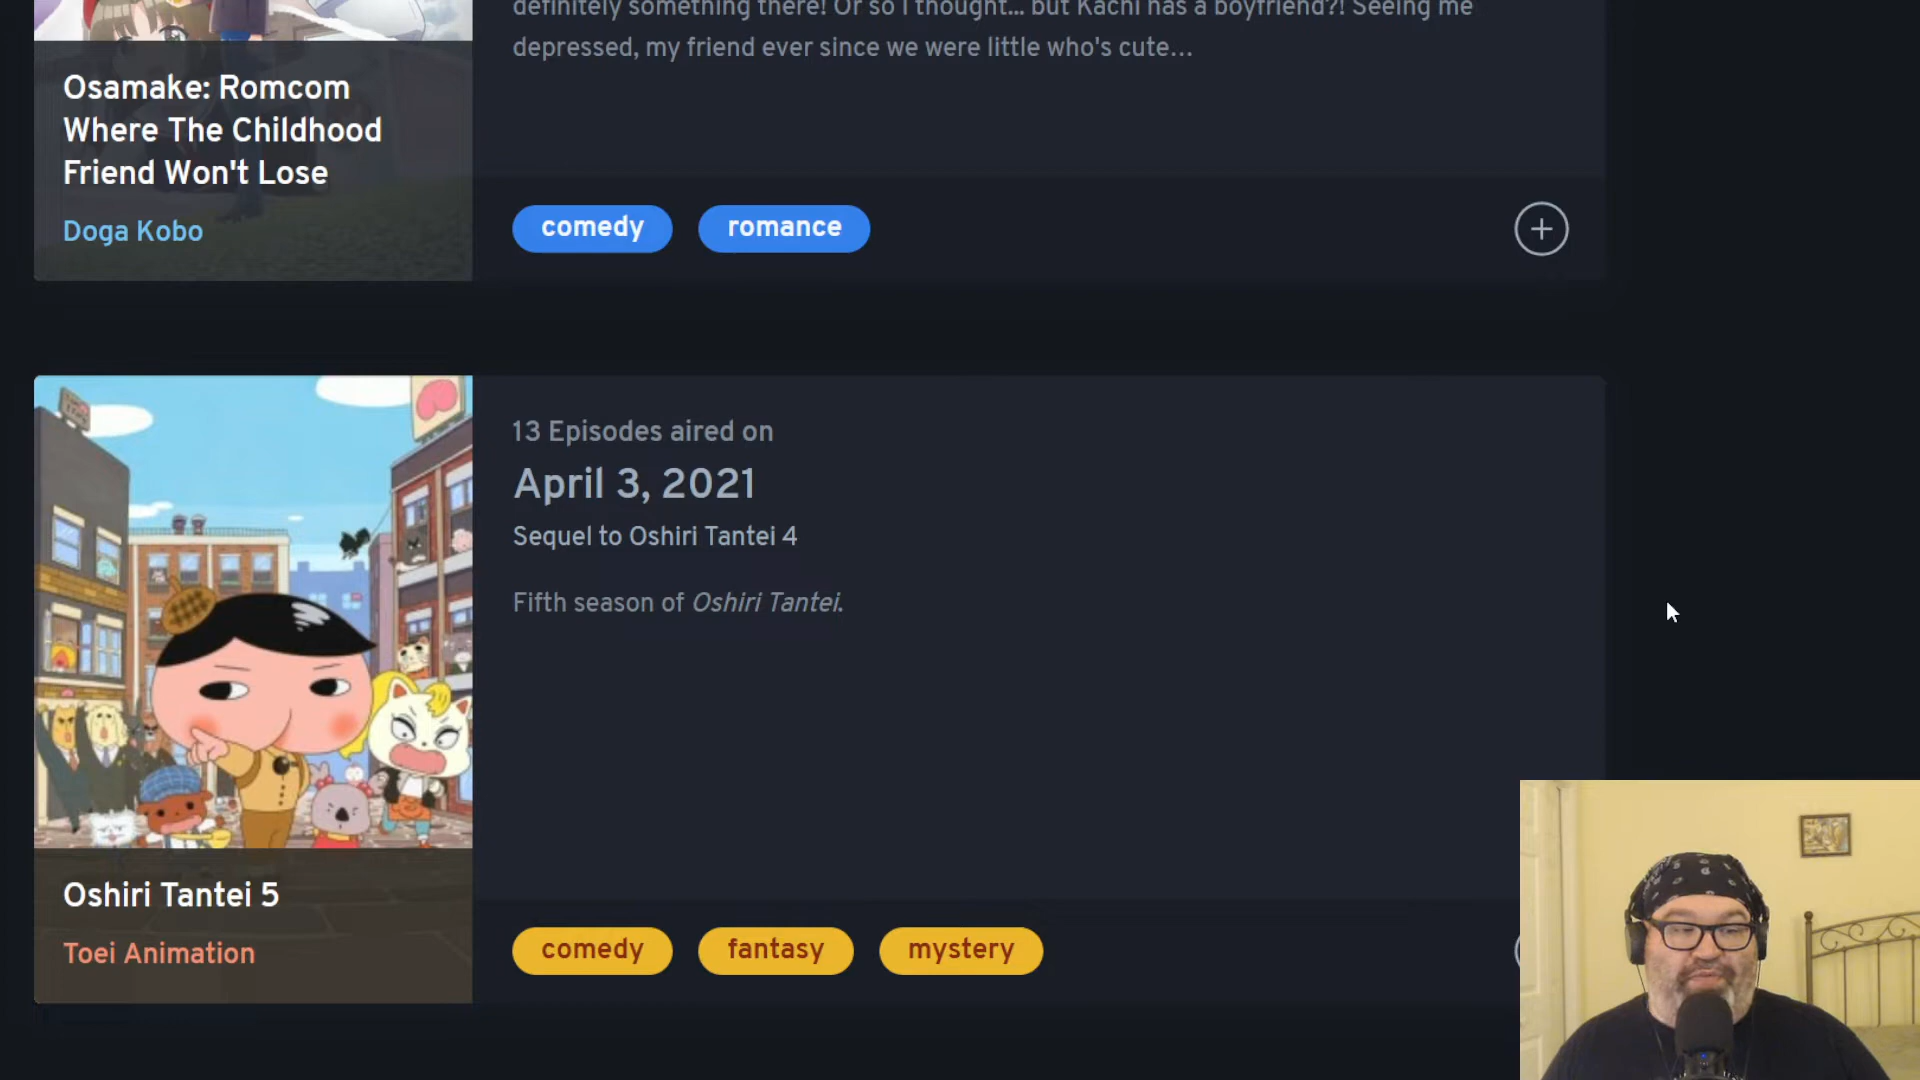 definitely something there! Or so I thought... but Kachi has a boyfriend?! Seeing me
depressed, my friend ever since we were little who's cute...
Osamake: Romcom
Where The Childhood
Friend Won't Lose
Doga Kobo
comedy
romance
13 Episodes aired on
April 3, 2021
Sequel to Oshiri Tantei 4
Fifth season of Oshiri Tantei.
Oshiri Tantei 5
Toei Animation
comedy
fantasy
mystery